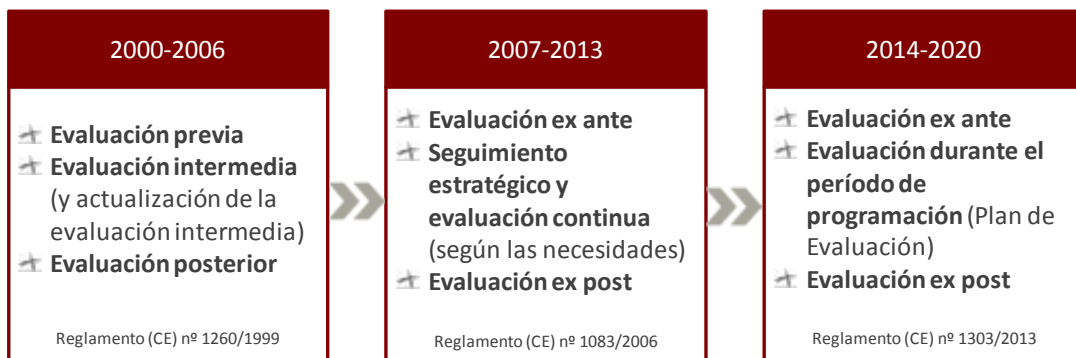 2000-2006
Evaluación previa
Evaluación intermedia
(y actualización de la
evaluación intermedia)
Evaluación posterior
Reglamento (CE) nº 1260/1999
2007-2013
Evaluación ex ante
Seguimiento
estratégico y
evaluación continua
(según las necesidades)
Evaluación ex post
Reglamento (CE) nº 1083/2006
2014-2020
Evaluación ex ante
Evaluación durante el
período de
programación (Plan de
Evaluación)
Evaluación ex post
Reglamento (CE) nº 1303/2013